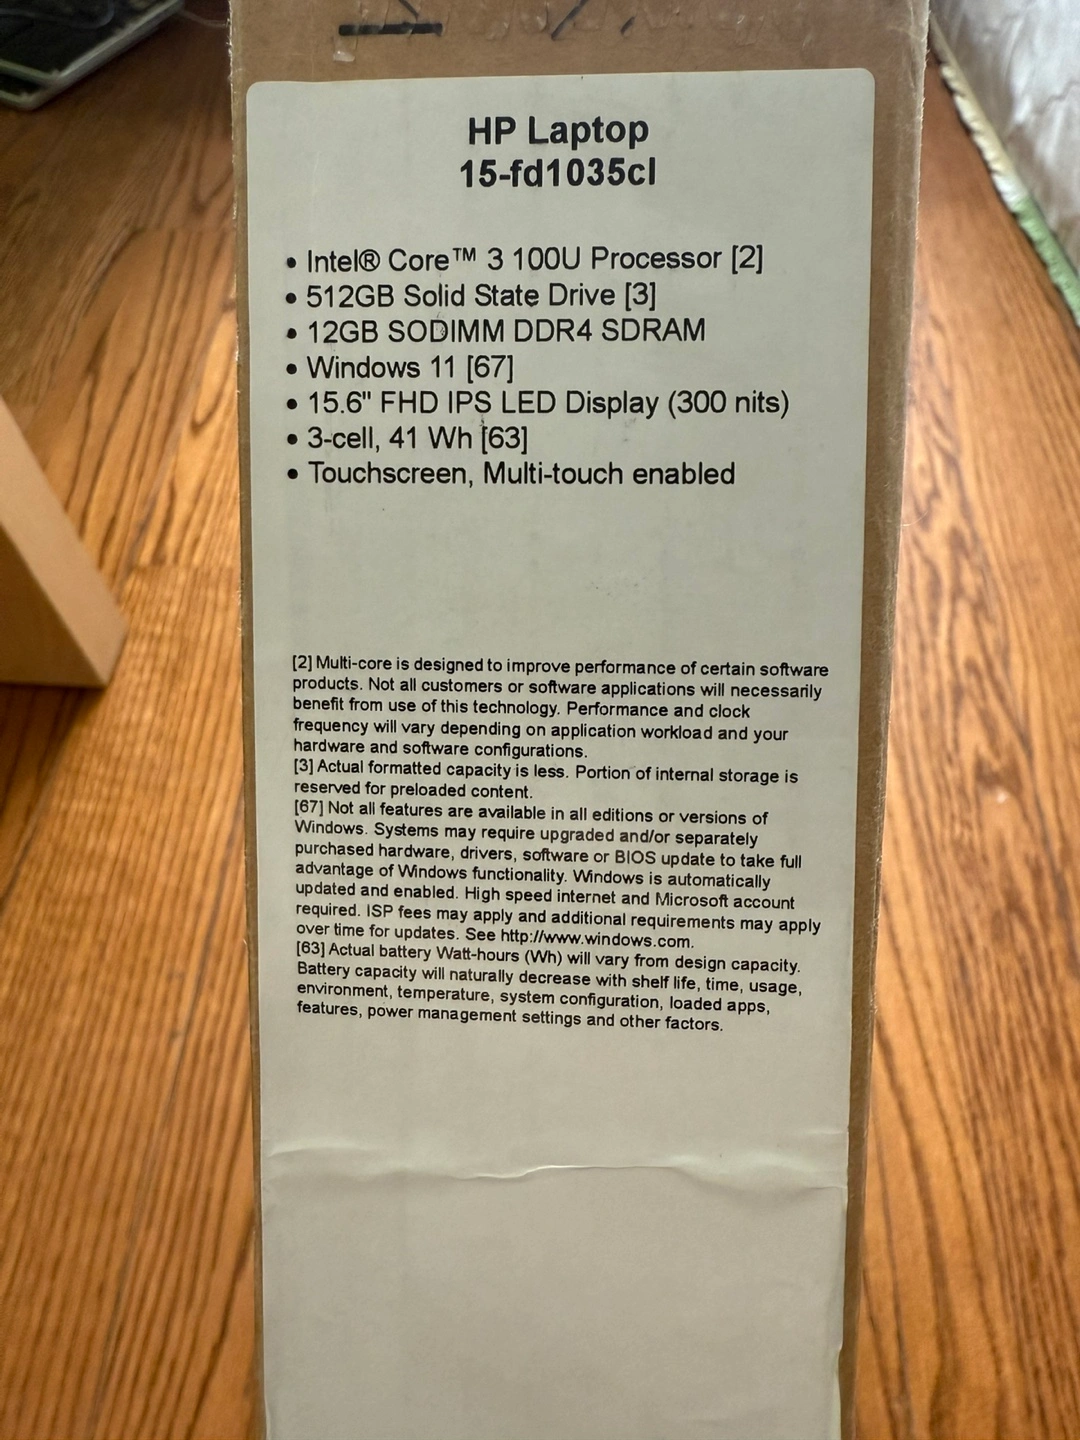 HP Laptop
15-fd1035cl
• Intel® Core™ 3 100U Processor [2]
• 512GB Solid State Drive [3]
• 12GB SODIMM DDR4 SDRAM
• Windows 11 [67]
• 15.6" FHD IPS LED Display (300 nits)
• 3-cell, 41 Wh [63]
• Touchscreen, Multi-touch enabled
[2] Multi-core is designed to improve performance of certain software
products. Not all customers or software applications will necessarily
benefit from use of this technology. Performance and clock
frequency will vary depending on application workload and your
hardware and software configurations.
[3] Actual formatted capacity is less. Portion of internal storage is
reserved for preloaded content.
[67] Not all features are available in all editions or versions of
Windows. Systems may require upgraded and/or separately
purchased hardware, drivers, software or BIOS update to take full
advantage of Windows functionality. Windows is automatically
updated and enabled. High speed internet and Microsoft account
required. ISP fees may apply and additional requirements may apply
over time for updates. See http://www.windows.com.
[63] Actual battery Watt-hours (Wh) will vary from design capacity.
Battery capacity will naturally decrease with shelf life, time, usage,
environment, temperature, system configuration, loaded apps,
features, power management settings and other factors.